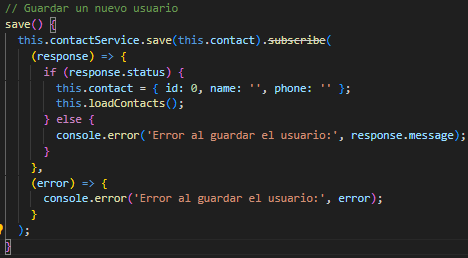 // Guardar un nuevo usuario
save() {
  this.contactService.save(this.contact).subscribe(
    (response) => {
      if (response.status) {
        this.contact = { id: 0, name: '', phone: '' };
        this.loadContacts();
      } else {
        console.error('Error al guardar el usuario:', response.message);
      }
    },
    (error) => {
      console.error('Error al guardar el usuario:', error);
    }
  );
}